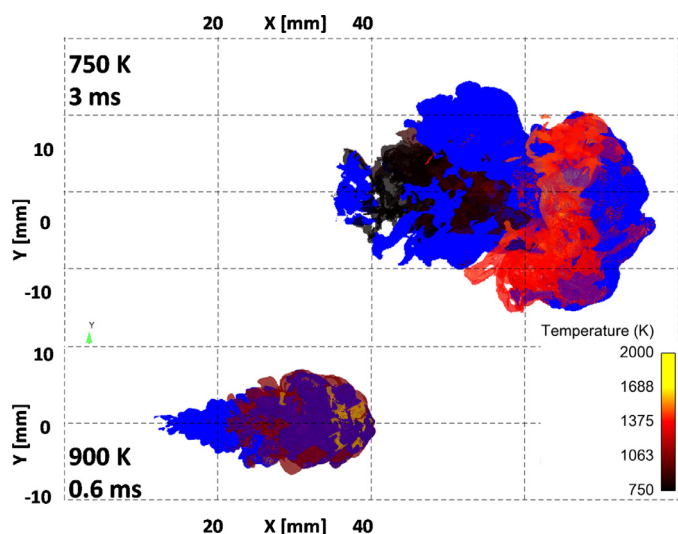 20 X [mm] 40
750 K
3 ms
10
0
-10
Y [mm]
Y
10
0
-10
Y [mm]
900 K
0.6 ms
Temperature (K)
2000
1688
1375
1063
750
20 X [mm] 40